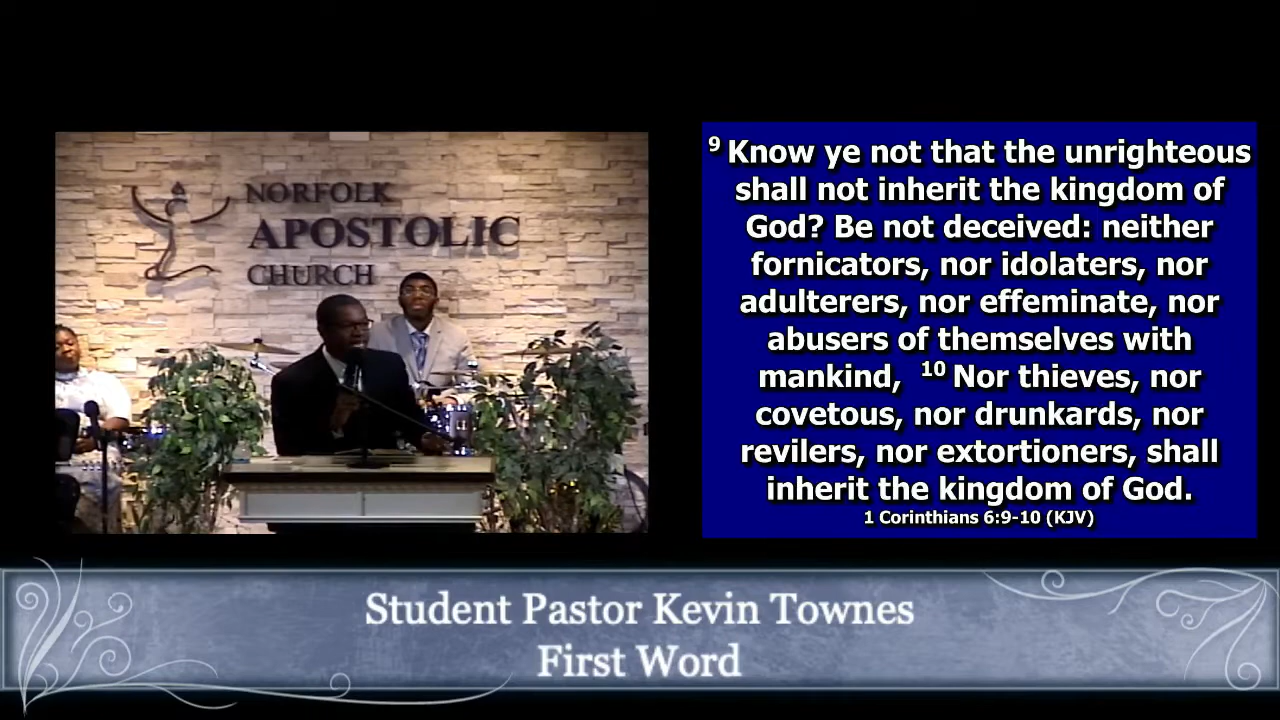 NORFOLK
APOSTOLIC
CHURCH
9 Know ye not that the unrighteous
shall not inherit the kingdom of
God? Be not deceived: neither
fornicators, nor idolaters, nor
adulterers, nor effeminate, nor
abusers of themselves with
mankind, 10 Nor thieves, nor
covetous, nor drunkards, nor
revilers, nor extortioners, shall
inherit the kingdom of God.
1 Corinthians 6:9-10 (KJV)
Student Pastor Kevin Townes
First Word